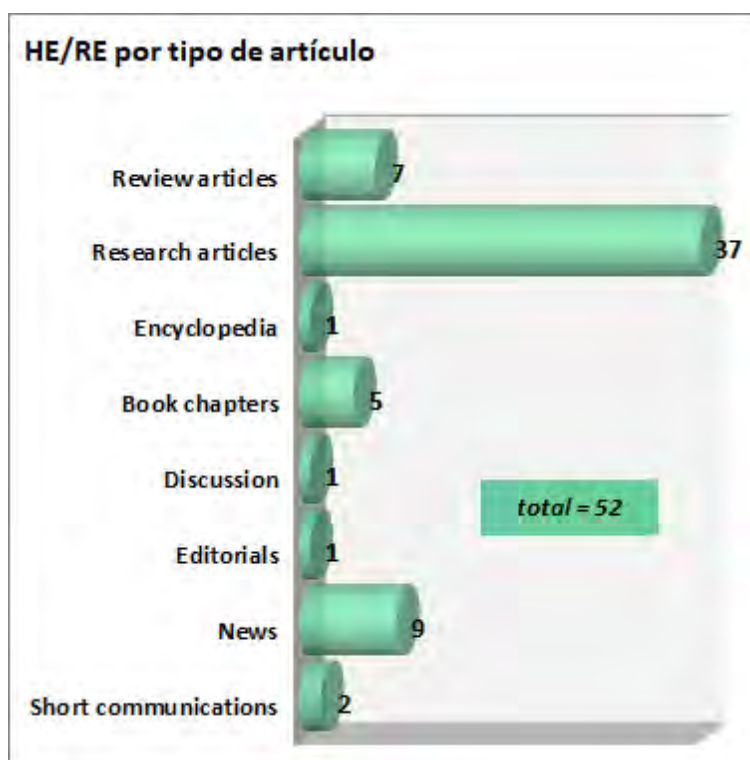 HE/RE por tipo de artículo
Review articles 7
Research articles 37
Encyclopedia 1
Book chapters 5
Discussion 1
total = 52
Editorials 1
News 9
Short communications 2